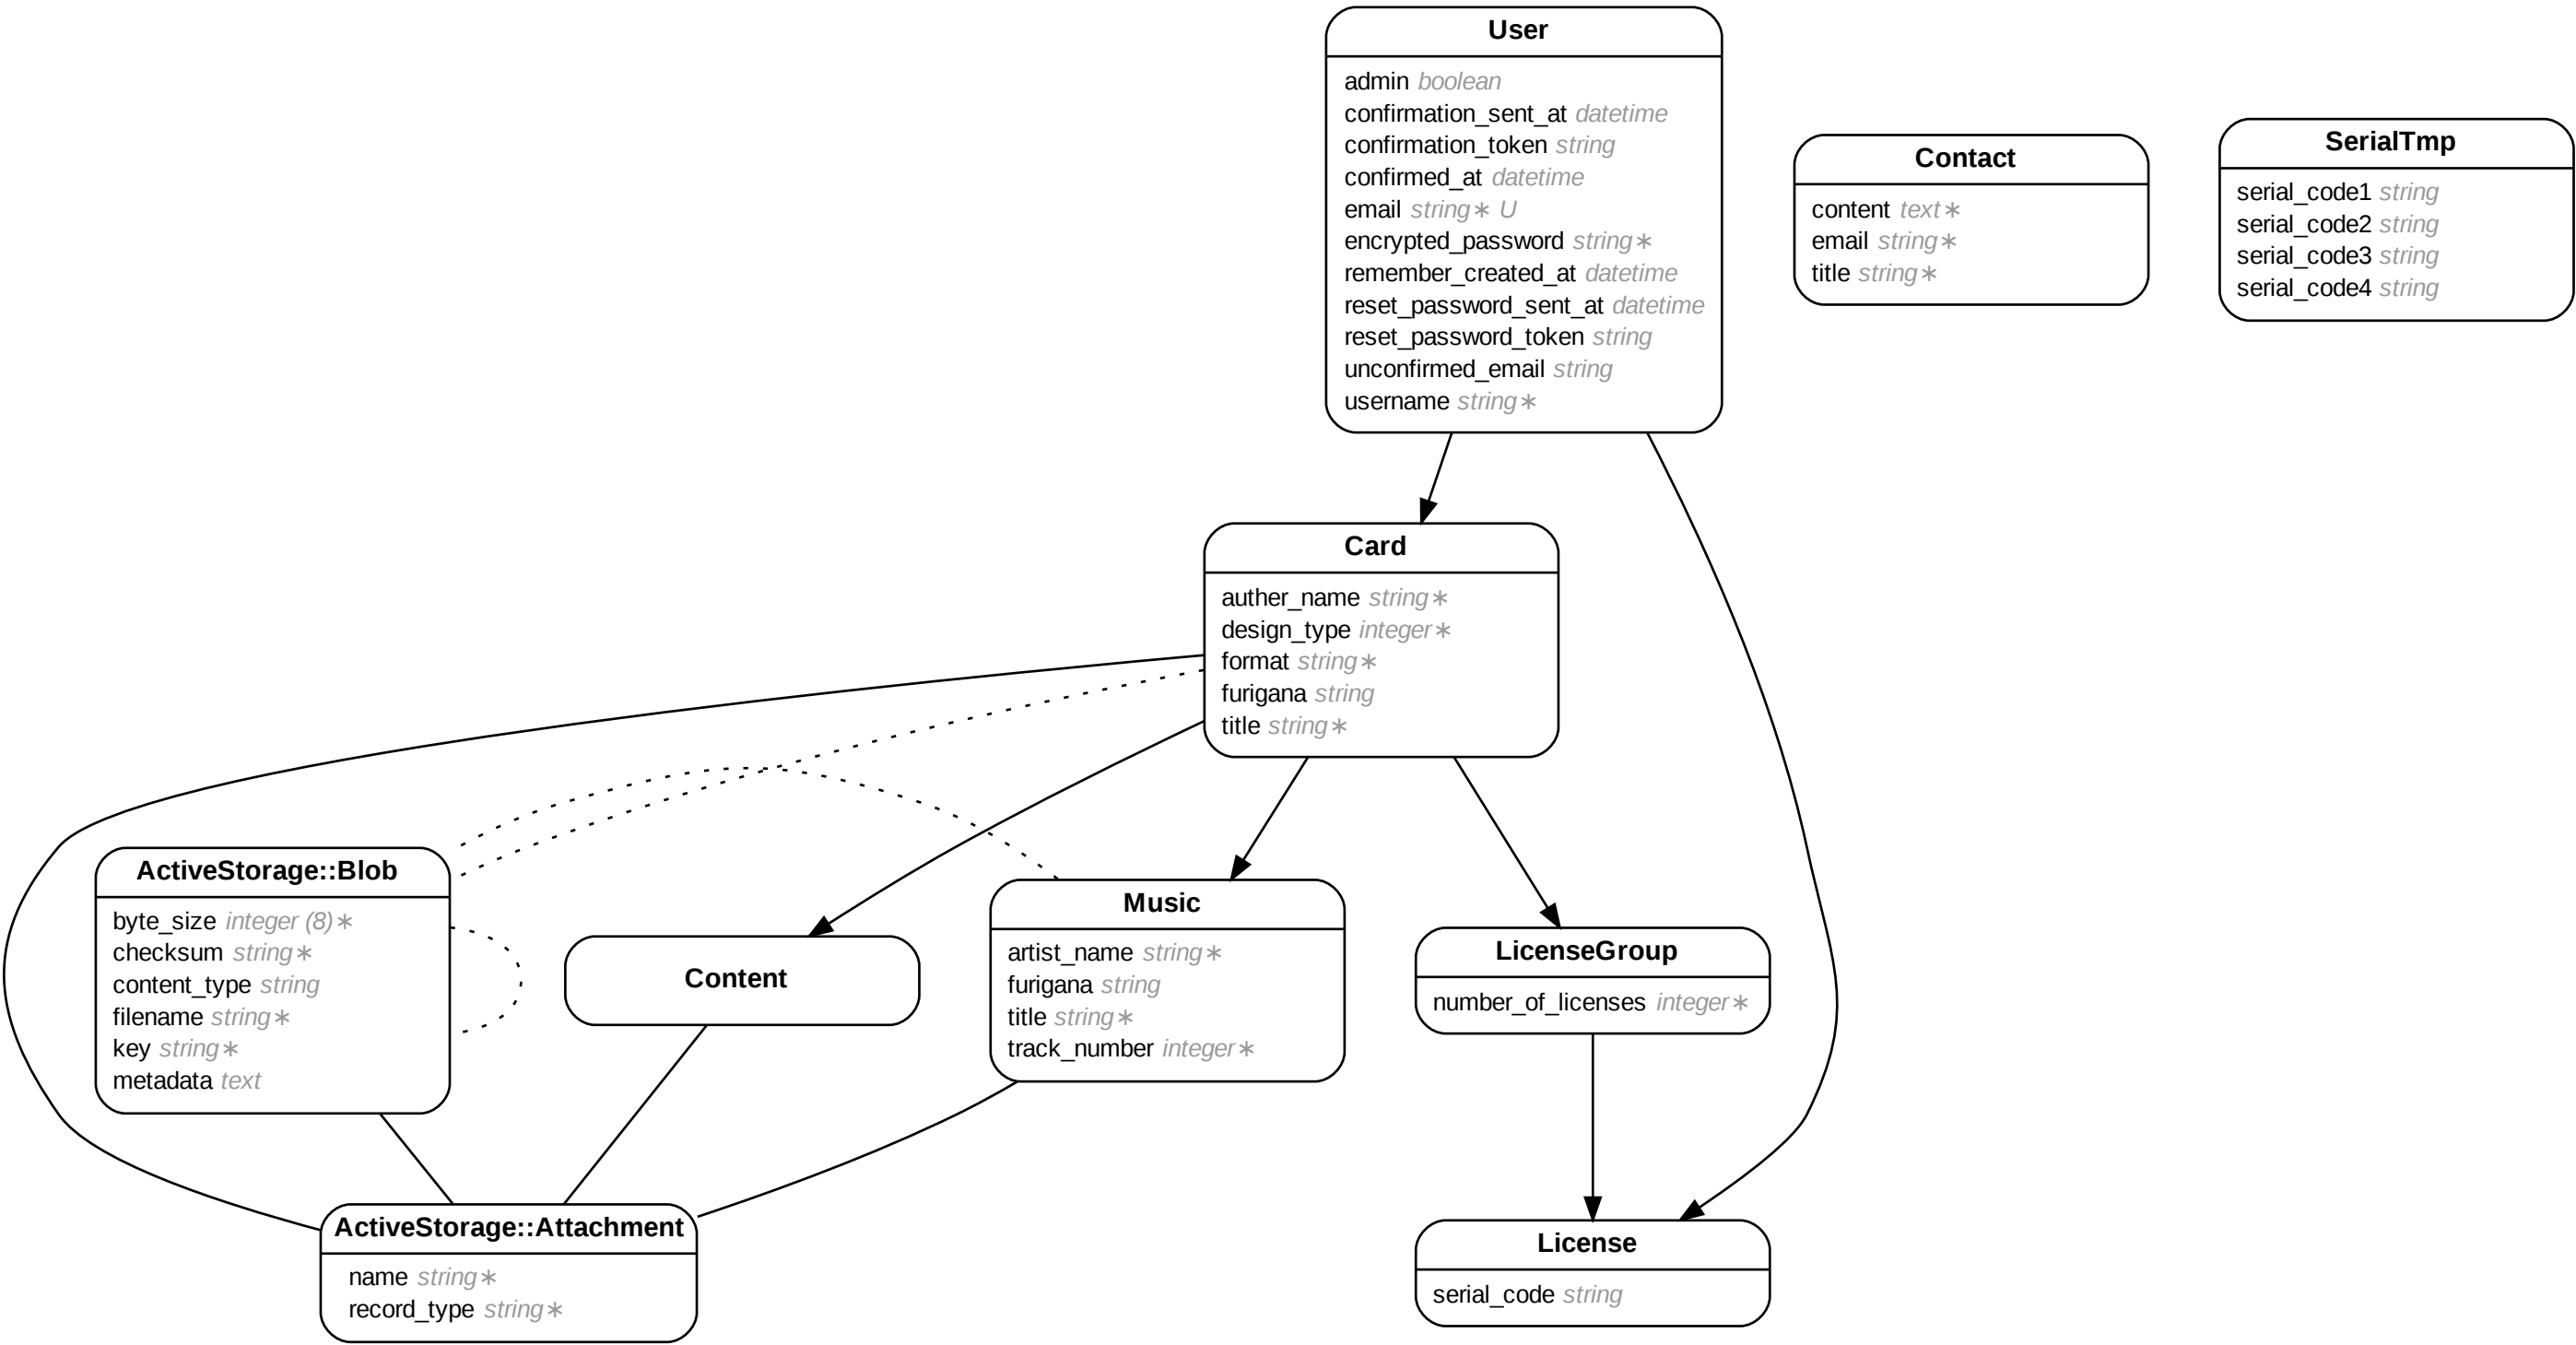 User
admin boolean
confirmation_sent_at datetime
confirmation_token string
confirmed_at datetime
email string∗ U
encrypted_password string∗
remember_created_at datetime
reset_password_sent_at datetime
reset_password_token string
unconfirmed_email string
username string∗
Contact
content text∗
email string∗
title string∗
SerialTmp
serial_code1 string
serial_code2 string
serial_code3 string
serial_code4 string
Card
auther_name string∗
design_type integer∗
format string∗
furigana string
title string∗
ActiveStorage::Blob
byte_size integer (8)∗
checksum string∗
content_type string
filename string∗
key string∗
metadata text
Content
Music
artist_name string∗
furigana string
title string∗
track_number integer∗
LicenseGroup
number_of_licenses integer∗
ActiveStorage::Attachment
name string∗
record_type string∗
License
serial_code string